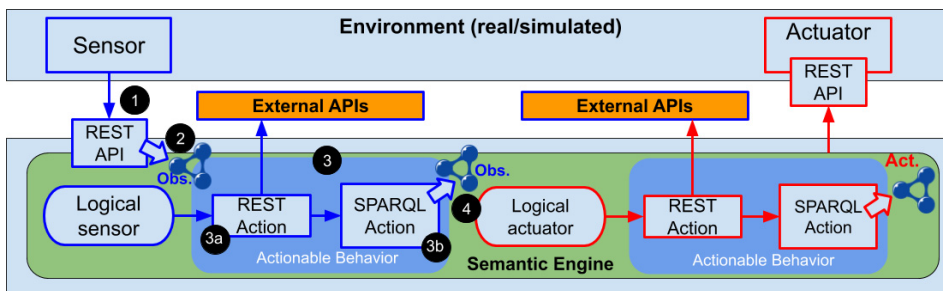 Environment (real/simulated)
Sensor
Actuator
REST
API
1
External APIs
External APIs
REST
API
2
Obs.
3
Obs.
Act.
Logical
sensor
REST
Action
3a
SPARQL
Action
3b
4
Logical
actuator
REST
Action
SPARQL
Action
Actionable Behavior
Semantic Engine
Actionable Behavior